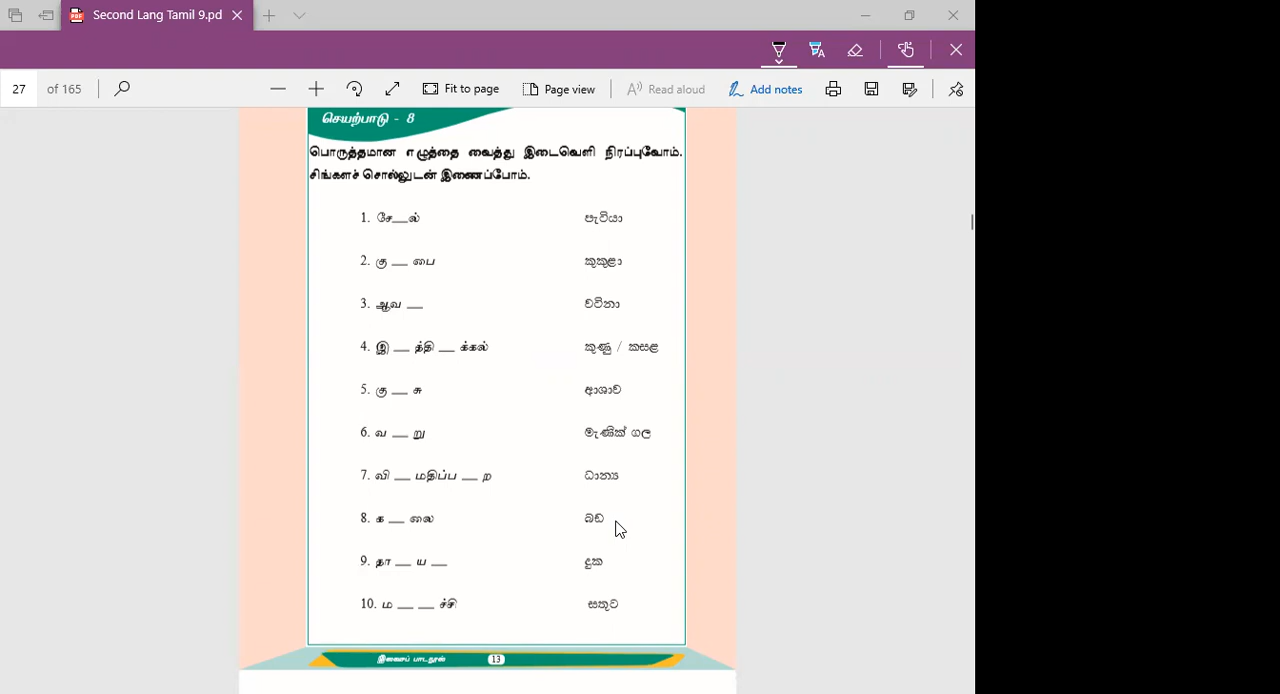 Second Lang Tamil 9.pd
27 of 165
Fit to page
Page view
Read aloud
Add notes
செயற்பாடு - 8
பொருத்தமான எழுத்தை வைத்து இடைவெளி நிரப்புவோம்.
சிங்களச் சொல்லுடன் இணைப்போம்.
1. சே__ல் පැටියා
2. கு __ பை කුකුළා
3. ஆவ __ වටිනා
4. இ __ த்தி __ க்கல் කුණු / කසළ
5. கு __ சு ආශාව
6. வ __ று මැණික් ගල
7. வி __ மதிப்ப __ ற ධාන්‍ය
8. க __ லை බඩ
9. தா __ ய __ දුක
10. ம __ __ ச்சி සතුට
இணைப் பாடநூல் 13